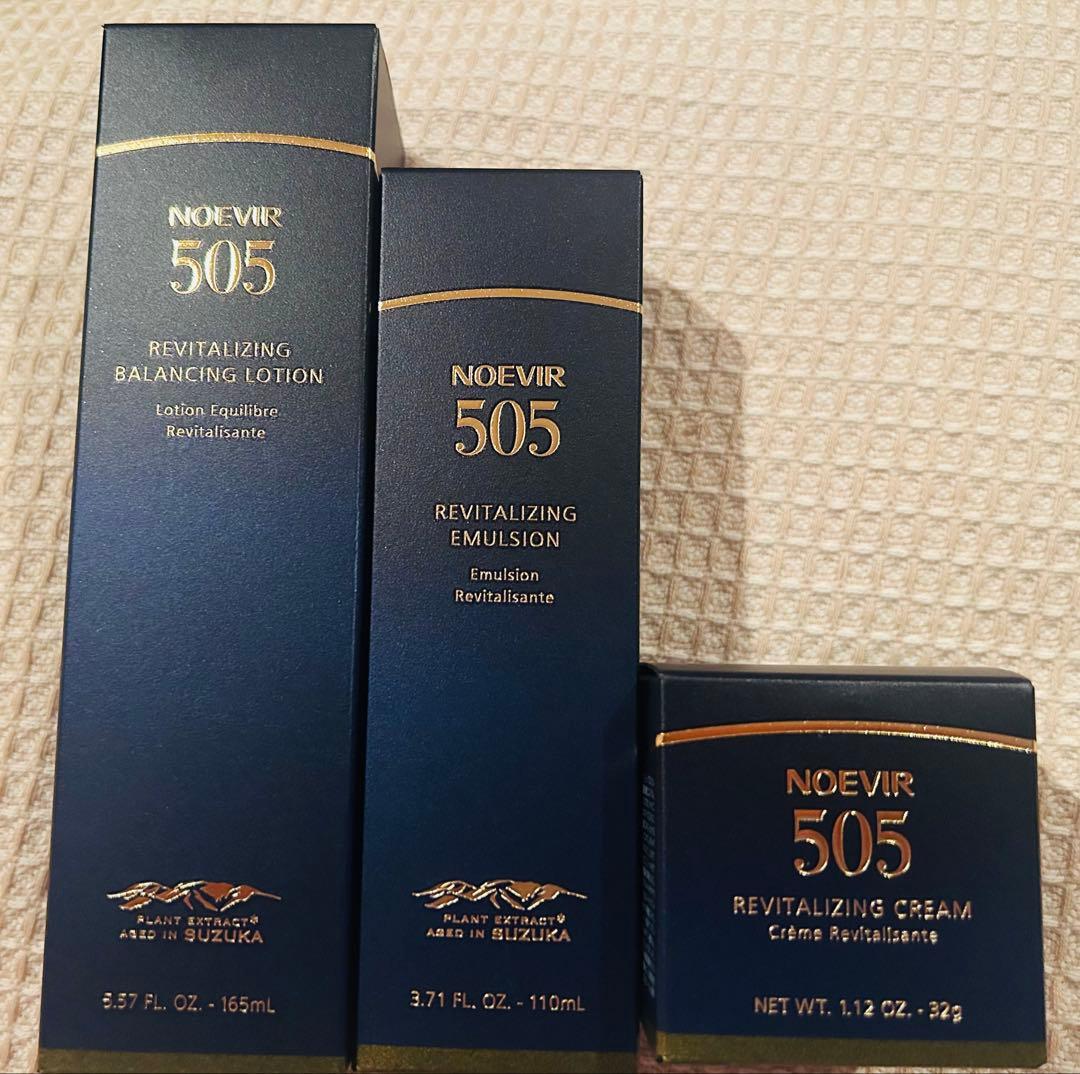 NOEVIR
505
REVITALIZING
BALANCING LOTION
Lotion Equilibre
Revitalisante
PLANT EXTRACT*
AGED IN SUZUKA
5.57 FL. OZ. - 165mL
NOEVIR
505
REVITALIZING
EMULSION
Emulsion
Revitalisante
PLANT EXTRACT*
AGED IN SUZUKA
3.71 FL. OZ. - 110mL
NOEVIR
505
REVITALIZING CREAM
Crème Revitalisante
NET WT. 1.12 OZ. - 32g